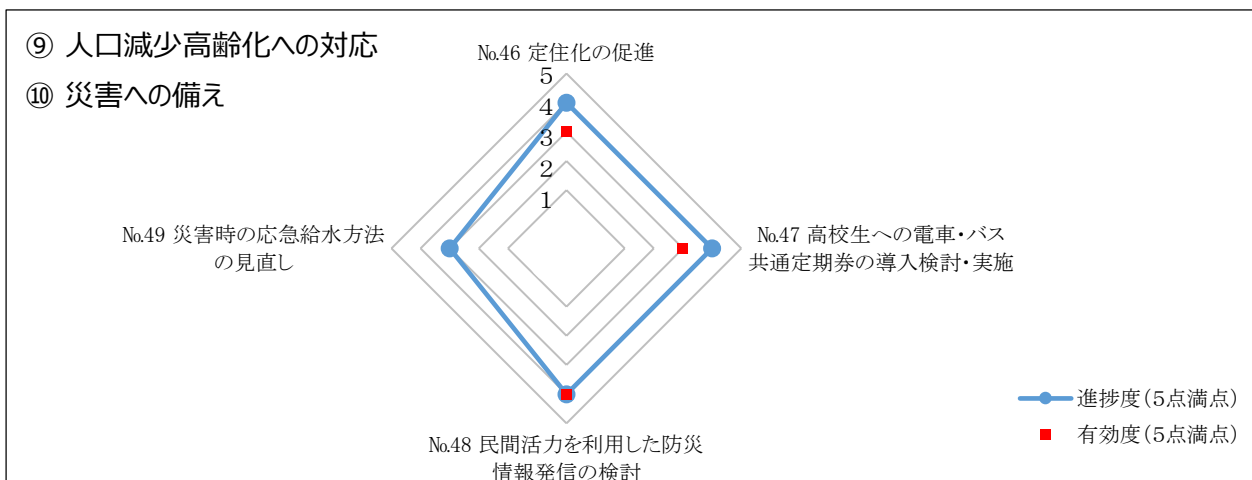 ⑨ 人口減少高齢化への対応
⑩ 災害への備え
№46 定住化の促進
5
4
3
2
1
№49 災害時の応急給水方法
の見直し
№47 高校生への電車・バス
共通定期券の導入検討・実施
№48 民間活力を利用した防災
情報発信の検討
進捗度(5点満点)
有効度(5点満点)